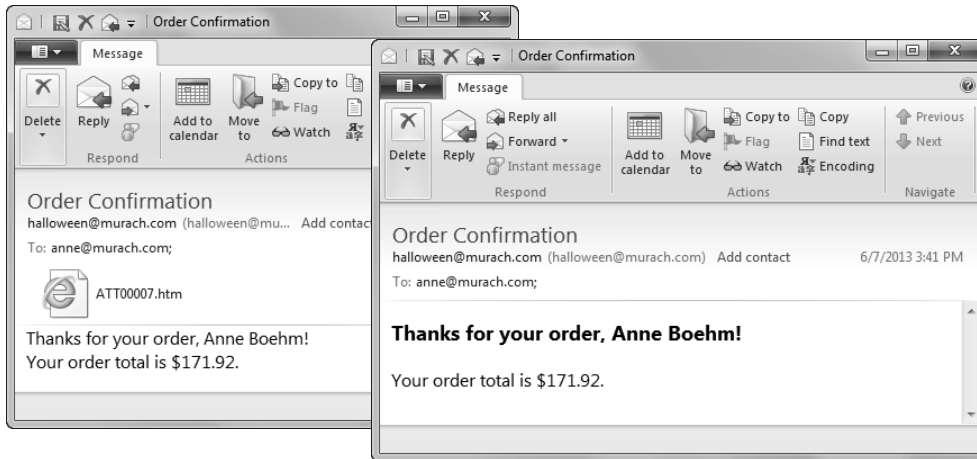 Order Confirmation
Message
Delete
Reply
Respond
Add to calendar
Move to
Copy to
Flag
Watch
Actions
Order Confirmation
halloween@murach.com (halloween@mu... Add contac
To: anne@murach.com;
ATT00007.htm
Thanks for your order, Anne Boehm!
Your order total is $171.92.
Order Confirmation
Message
Delete
Reply
Reply all
Forward
Instant message
Respond
Add to calendar
Move to
Copy to
Flag
Watch
Copy
Find text
Encoding
Actions
Previous
Next
Navigate
Order Confirmation
halloween@murach.com (halloween@murach.com) Add contact 6/7/2013 3:41 PM
To: anne@murach.com;
Thanks for your order, Anne Boehm!
Your order total is $171.92.